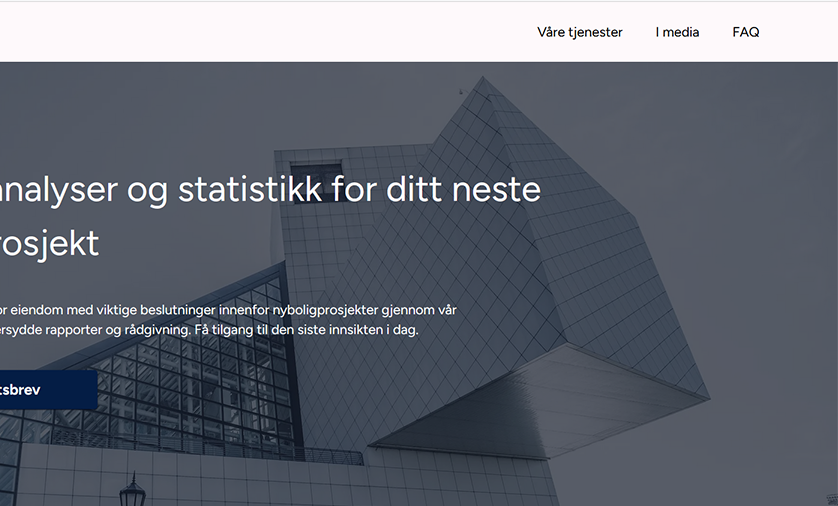 Våre tjenester I media FAQ
analyser og statistikk for ditt neste
rosjekt
or eiendom med viktige beslutninger innenfor nyboligprosjekter gjennom vår
ersydde rapporter og rådgivning. Få tilgang til den siste innsikten i dag.
tsbrev